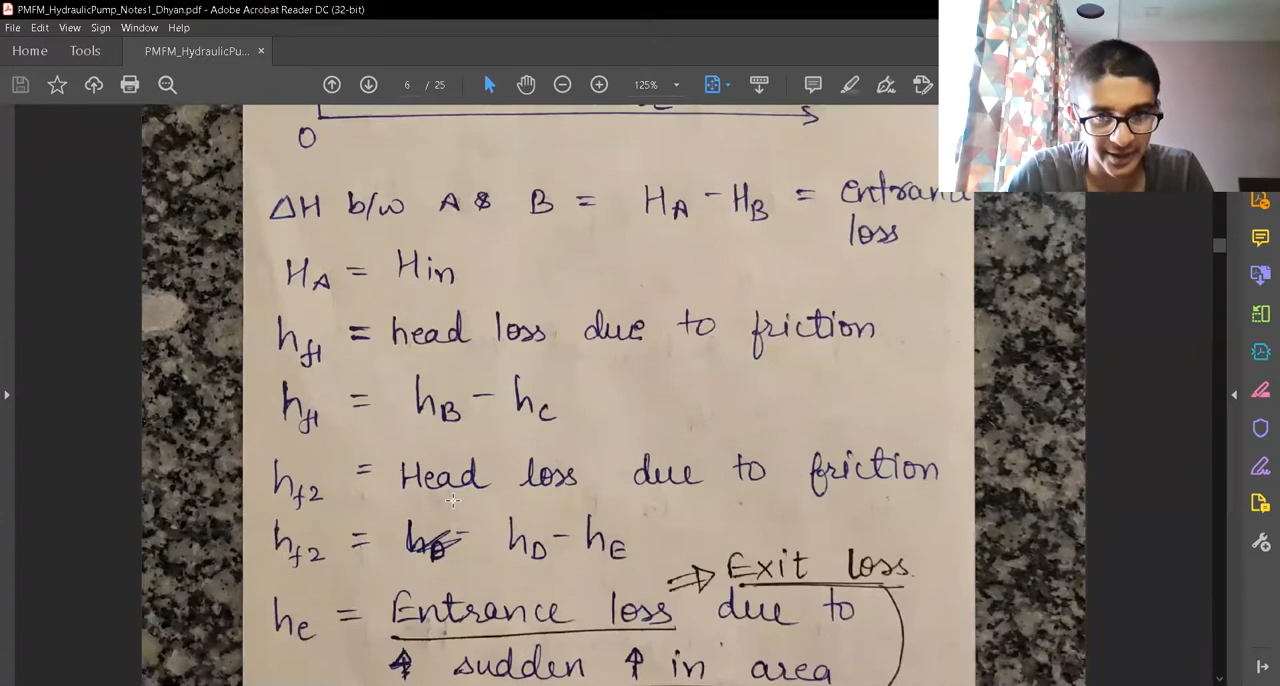 PMFM_HydraulicPump_Notes1_Dhyan.pdf - Adobe Acrobat Reader DC (32-bit)
File Edit View Sign Window Help
Home Tools PMFM_HydraulicPu... ×
6 / 25 125%
0
ΔH b/w A & B = HA - HB = entran
loss
HA = Hin
hf1 = head loss due to friction
hf1 = hB - hC
hf2 = Head loss due to friction
hf2 = hD - hE
⇒ Exit loss.
he = Entrance loss due to
sudden ↑ in area